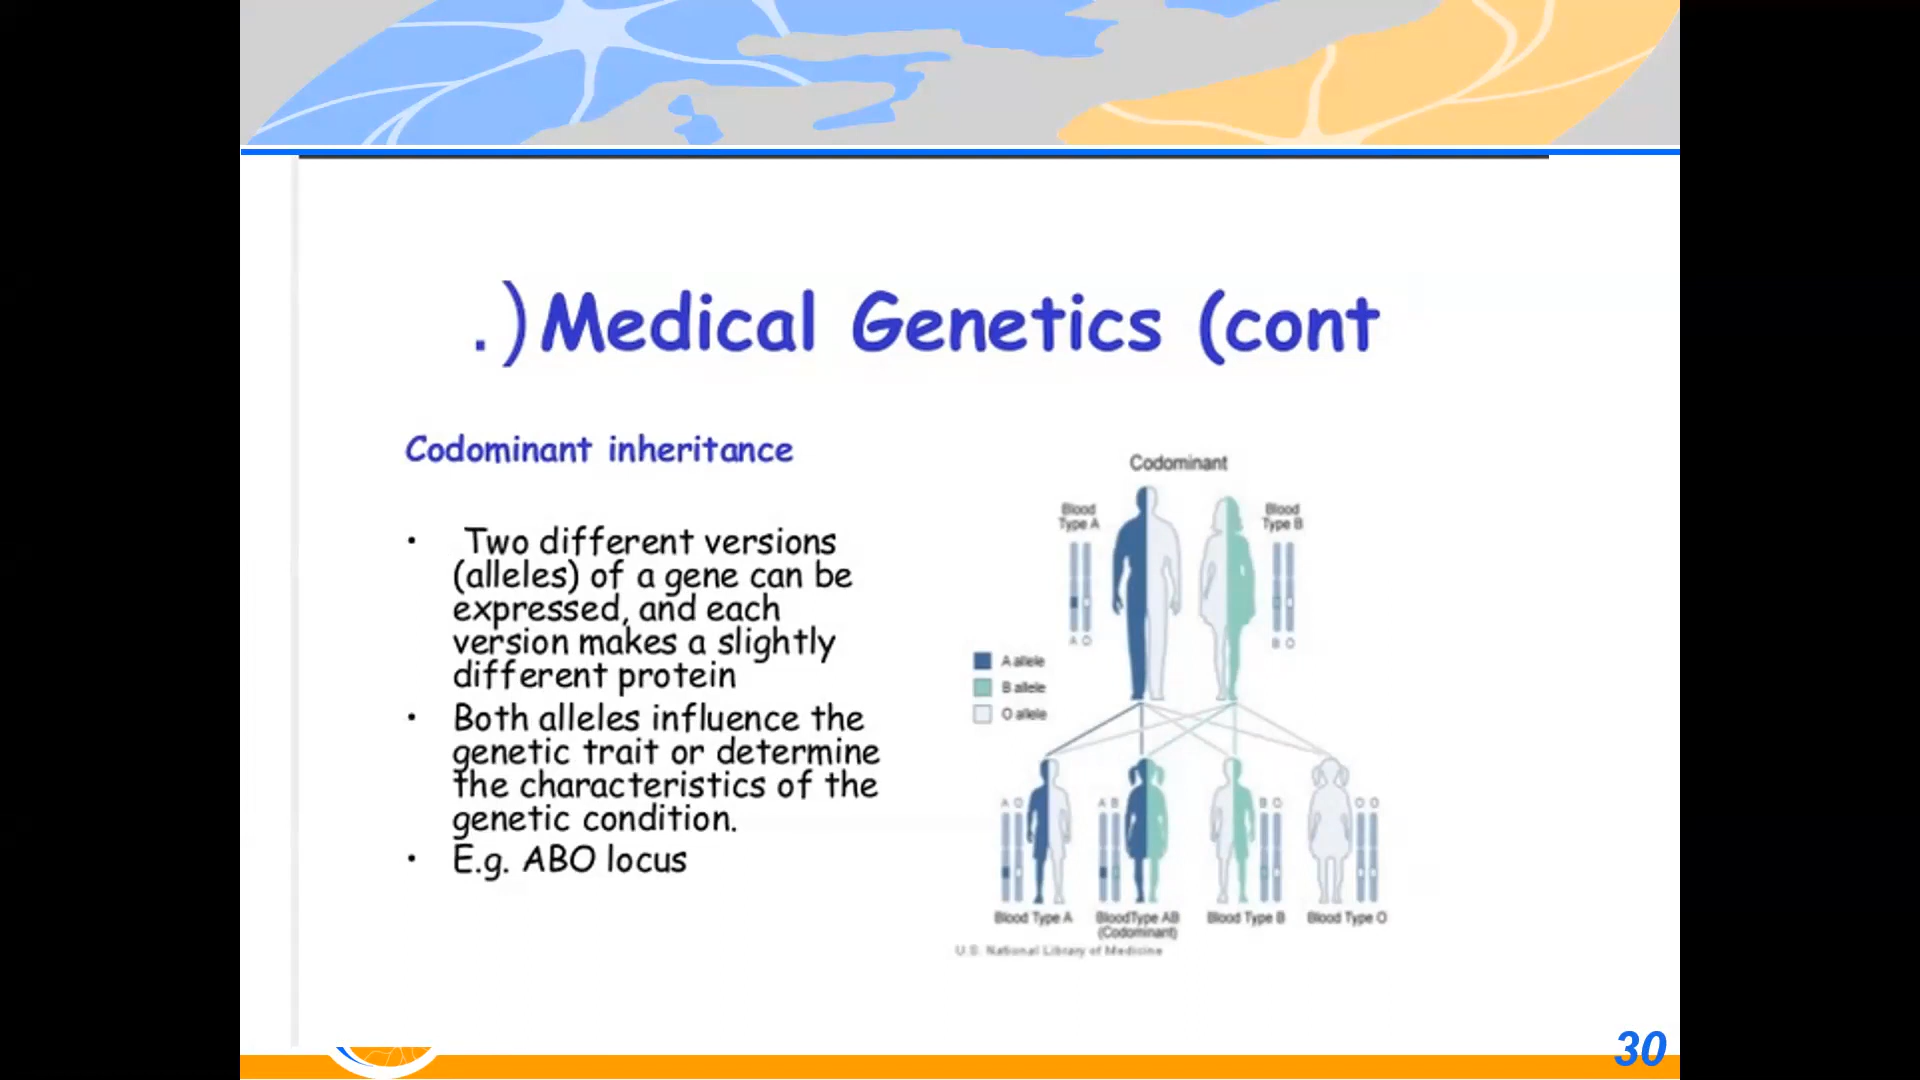 .)Medical Genetics (cont
Codominant inheritance
• Two different versions
(alleles) of a gene can be
expressed, and each
version makes a slightly
different protein
• Both alleles influence the
genetic trait or determine
the characteristics of the
genetic condition.
• E.g. ABO locus
Codominant
Blood
Type A
Blood
Type B
A O
B O
A allele
B allele
O allele
A O
A B
B O
O O
Blood Type A
BloodType AB
(Codominant)
Blood Type B
Blood Type O
U.S. National Library of Medicine
30